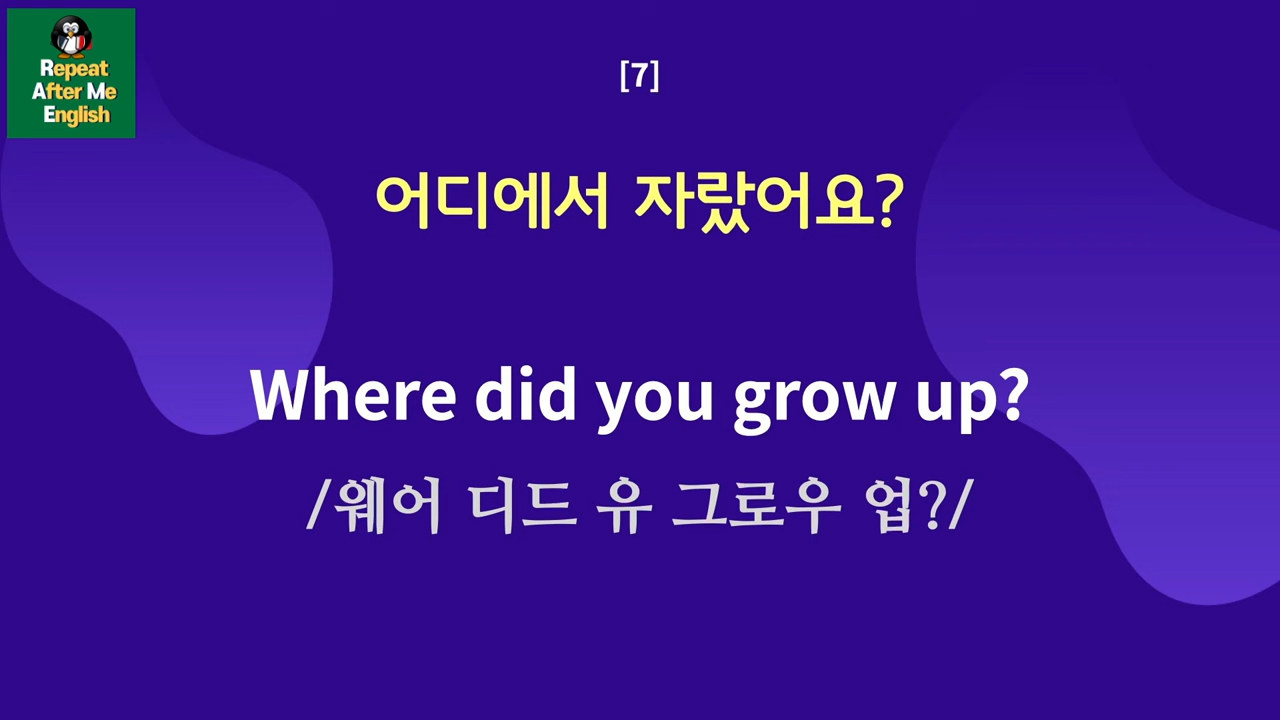 Repeat
After Me
English
[7]
어디에서 자랐어요?
Where did you grow up?
/웨어 디드 유 그로우 업?/